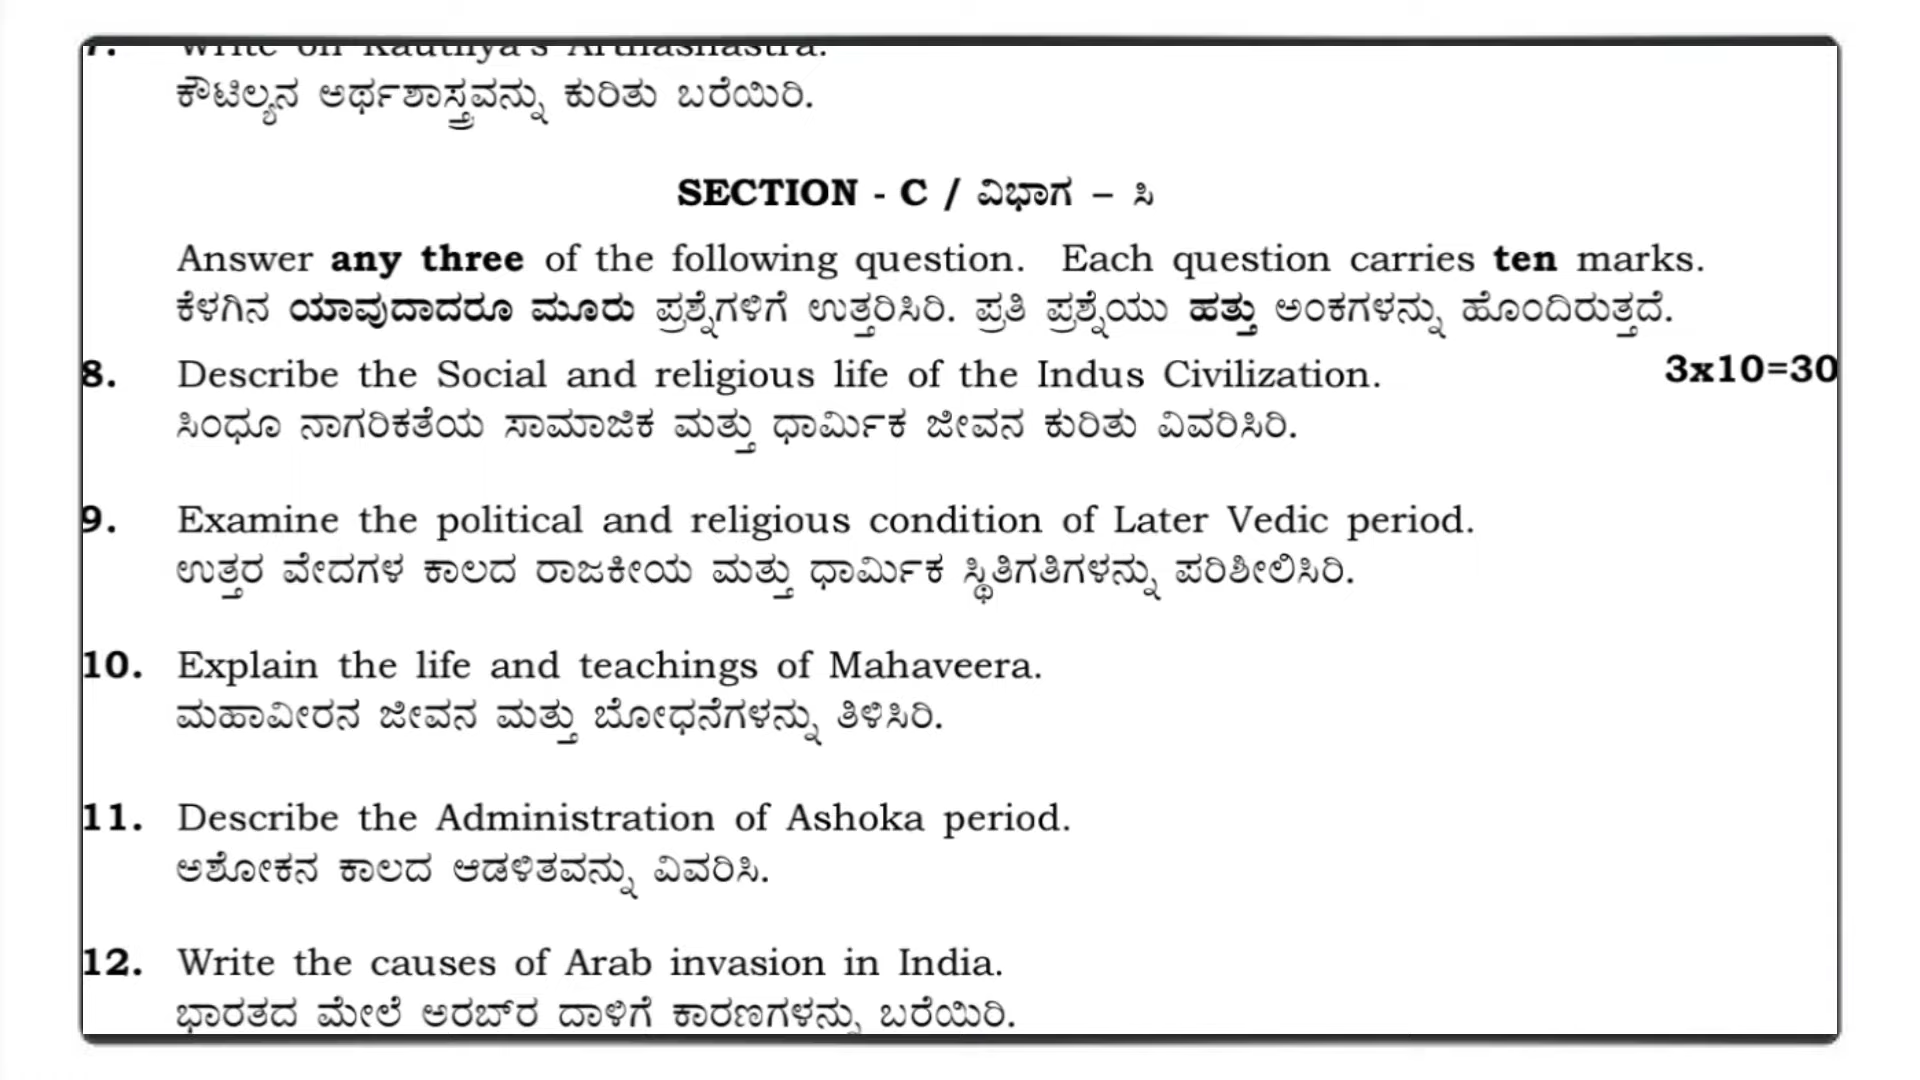 7. Write on Kautilya's Arthashastra.
ಕೌಟಿಲ್ಯನ ಅರ್ಥಶಾಸ್ತ್ರವನ್ನು ಕುರಿತು ಬರೆಯಿರಿ.
SECTION - C / ವಿಭಾಗ – ಸಿ
Answer any three of the following question. Each question carries ten marks.
ಕೆಳಗಿನ ಯಾವುದಾದರೂ ಮೂರು ಪ್ರಶ್ನೆಗಳಿಗೆ ಉತ್ತರಿಸಿರಿ. ಪ್ರತಿ ಪ್ರಶ್ನೆಯು ಹತ್ತು ಅಂಕಗಳನ್ನು ಹೊಂದಿರುತ್ತದೆ.
8. Describe the Social and religious life of the Indus Civilization. 3x10=30
ಸಿಂಧೂ ನಾಗರಿಕತೆಯ ಸಾಮಾಜಿಕ ಮತ್ತು ಧಾರ್ಮಿಕ ಜೀವನ ಕುರಿತು ವಿವರಿಸಿರಿ.
9. Examine the political and religious condition of Later Vedic period.
ಉತ್ತರ ವೇದಗಳ ಕಾಲದ ರಾಜಕೀಯ ಮತ್ತು ಧಾರ್ಮಿಕ ಸ್ಥಿತಿಗತಿಗಳನ್ನು ಪರಿಶೀಲಿಸಿರಿ.
10. Explain the life and teachings of Mahaveera.
ಮಹಾವೀರನ ಜೀವನ ಮತ್ತು ಬೋಧನೆಗಳನ್ನು ತಿಳಿಸಿರಿ.
11. Describe the Administration of Ashoka period.
ಅಶೋಕನ ಕಾಲದ ಆಡಳಿತವನ್ನು ವಿವರಿಸಿ.
12. Write the causes of Arab invasion in India.
ಭಾರತದ ಮೇಲೆ ಅರಬ್‌ರ ದಾಳಿಗೆ ಕಾರಣಗಳನ್ನು ಬರೆಯಿರಿ.